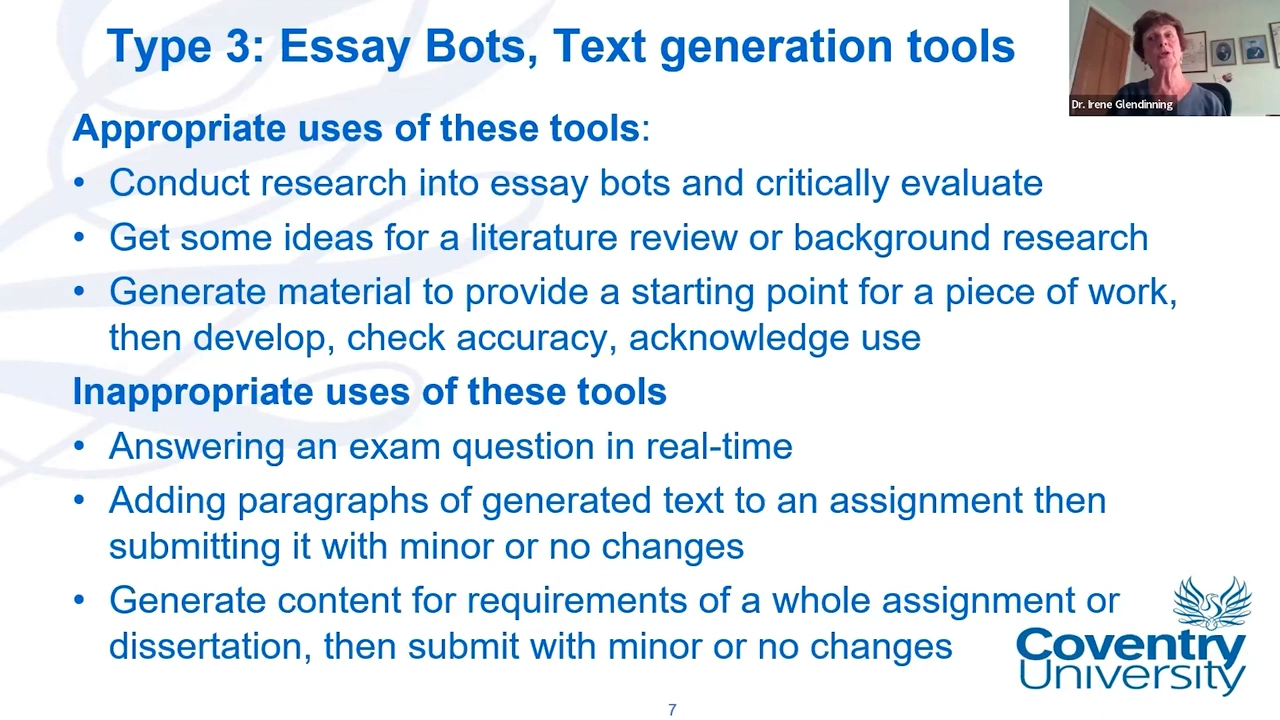 Type 3: Essay Bots, Text generation tools
Dr. Irene Glendinning
Appropriate uses of these tools:
• Conduct research into essay bots and critically evaluate
• Get some ideas for a literature review or background research
• Generate material to provide a starting point for a piece of work,
then develop, check accuracy, acknowledge use
Inappropriate uses of these tools
• Answering an exam question in real-time
• Adding paragraphs of generated text to an assignment then
submitting it with minor or no changes
• Generate content for requirements of a whole assignment or
dissertation, then submit with minor or no changes
Coventry
University
7